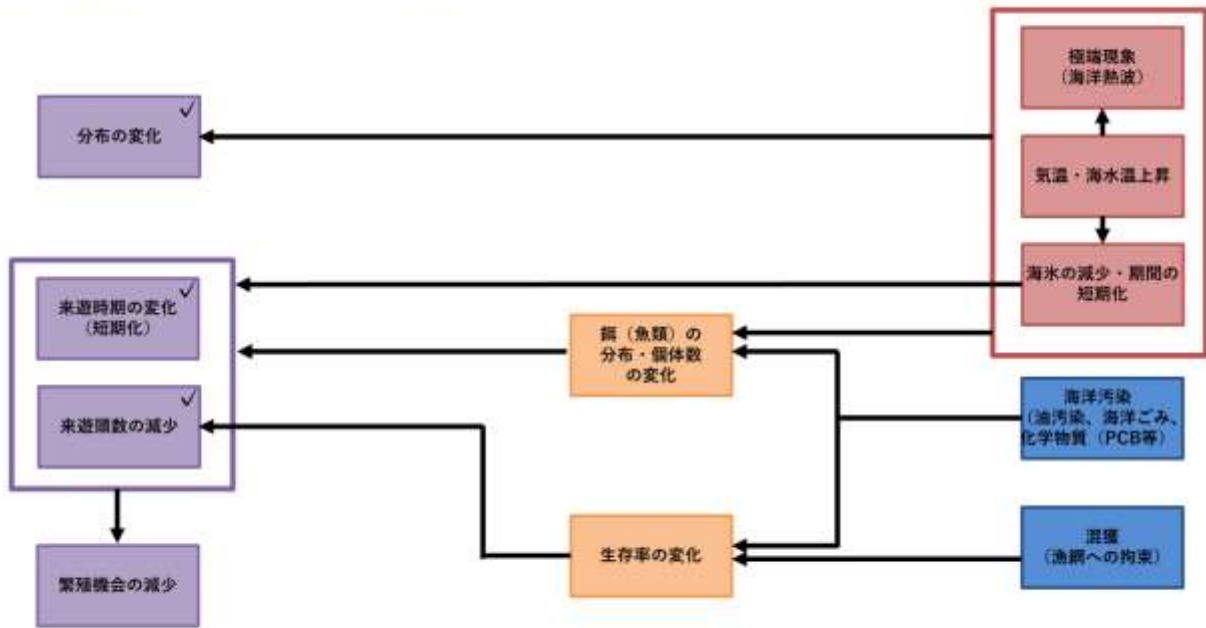 極端現象
（海洋熱波）
分布の変化
気温・海水温上昇
来遊時期の変化
（短期化）
海氷の減少・期間の
短期化
餌（魚類）の
分布・個体数
の変化
来遊頭数の減少
海洋汚染
（油汚染、海洋ごみ、
化学物質（PCB等）
生存率の変化
混獲
（漁網への拘束）
繁殖機会の減少